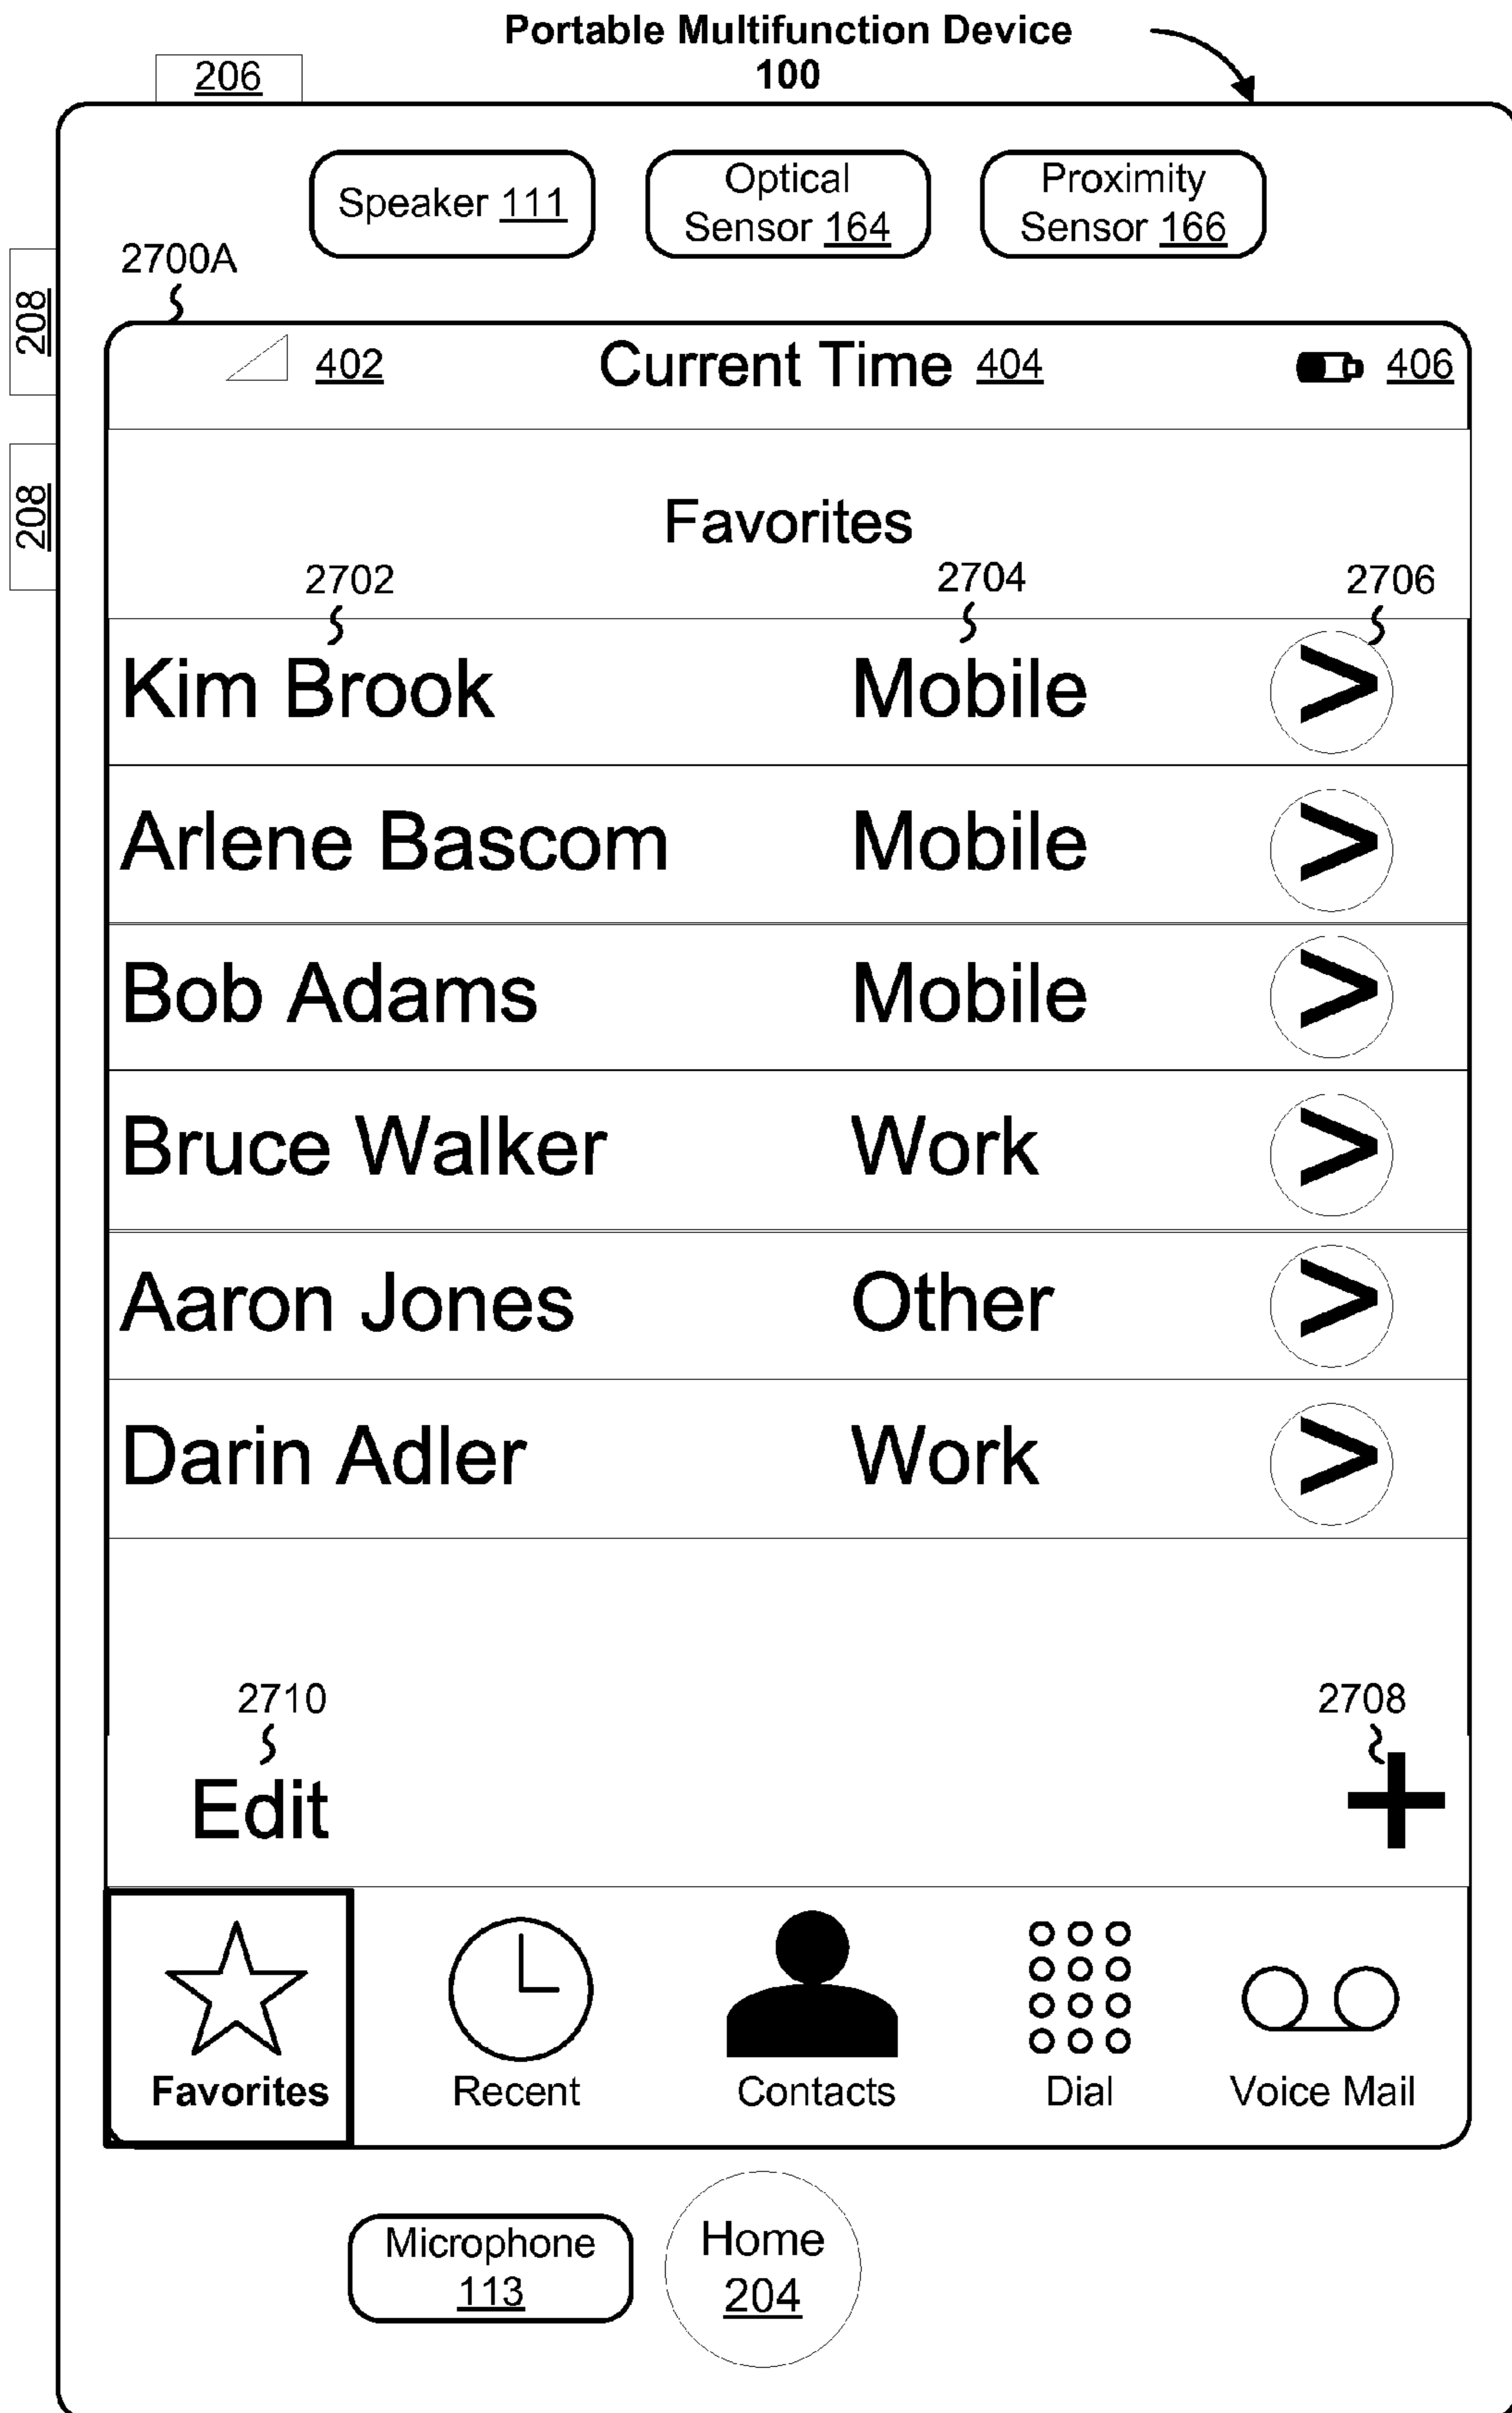 Portable Multifunction Device
100
206
Speaker 111
Optical
Sensor 164
Proximity
Sensor 166
2700A
208
208
402
Current Time 404
406
Favorites
2702
2704
2706
Kim Brook Mobile >
Arlene Bascom Mobile >
Bob Adams Mobile >
Bruce Walker Work >
Aaron Jones Other >
Darin Adler Work >
2710
2708
Edit +
Favorites Recent Contacts Dial Voice Mail
Microphone
113
Home
204